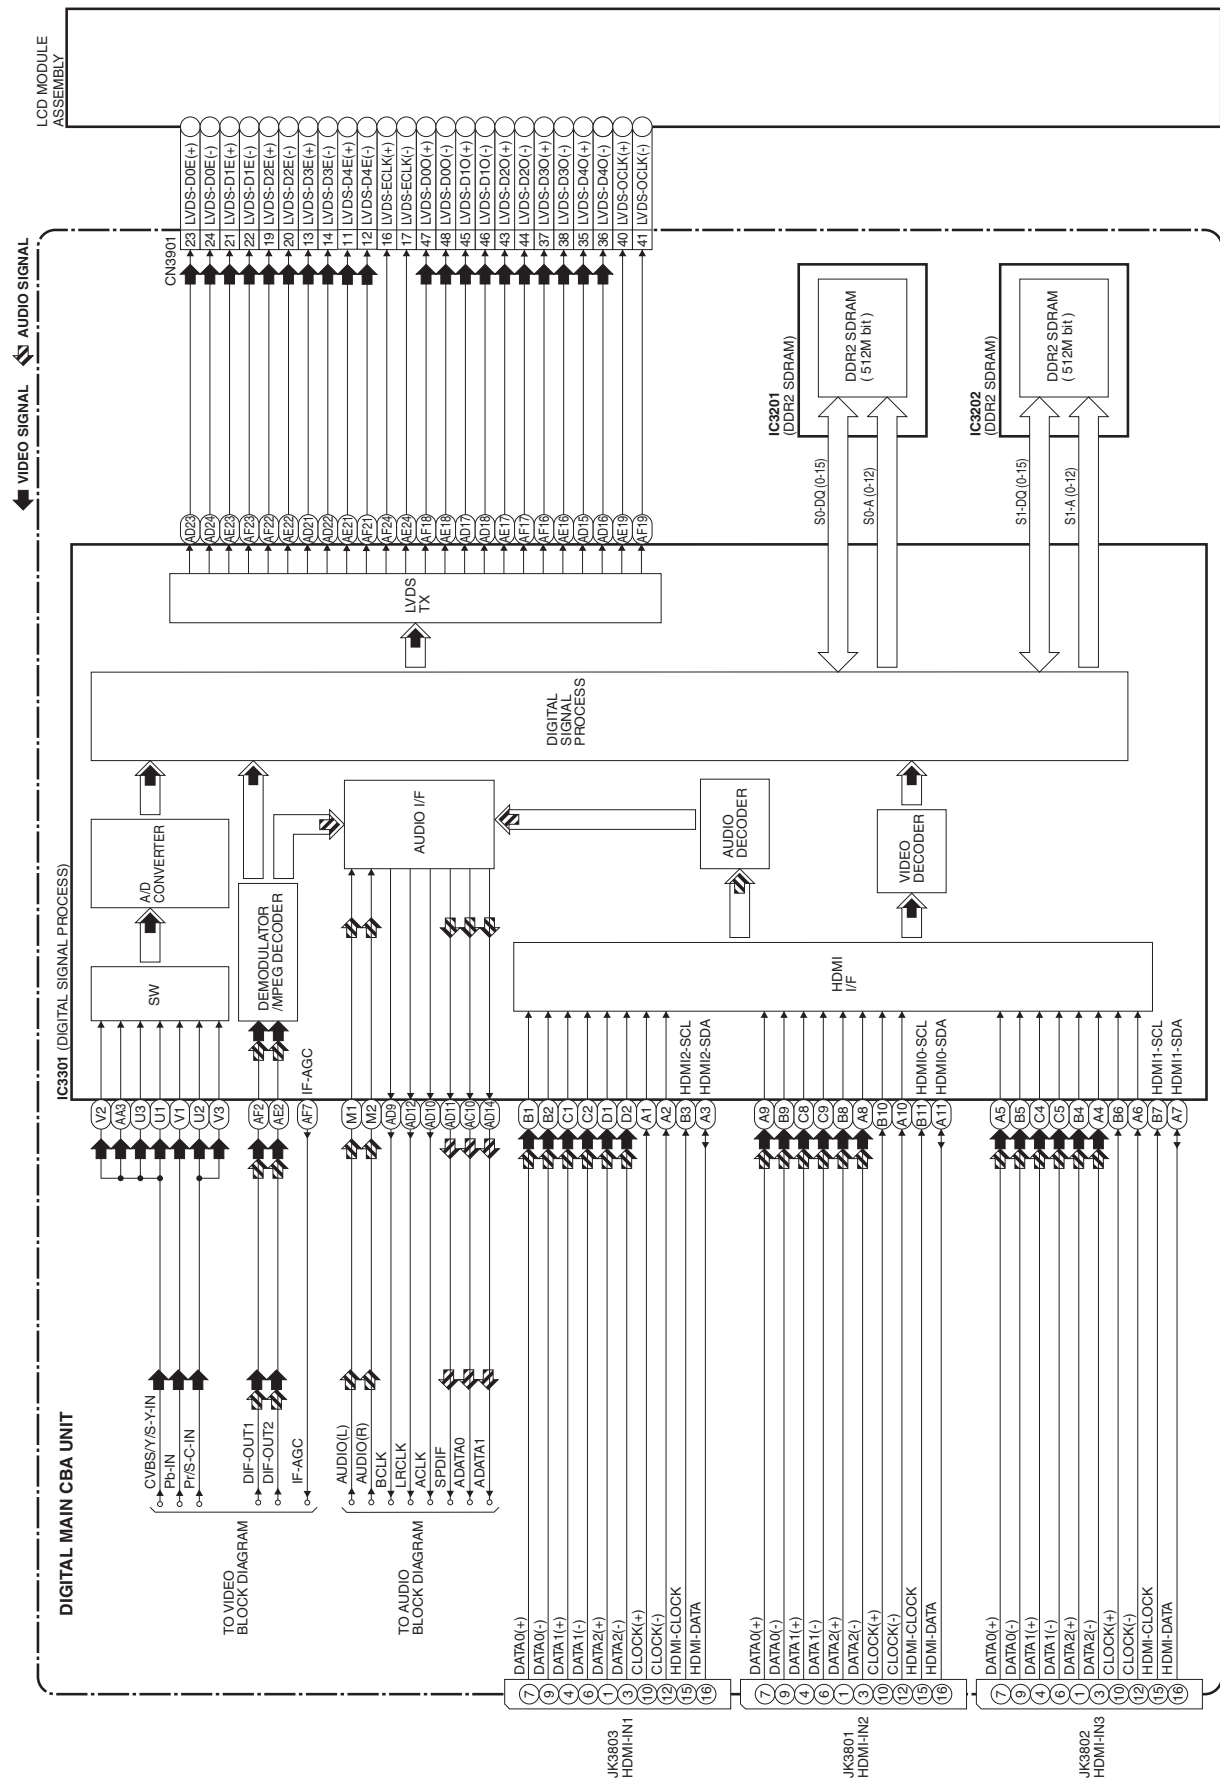 VIDEO SIGNAL
AUDIO SIGNAL
DIGITAL MAIN CBA UNIT
IC3301 (DIGITAL SIGNAL PROCESS)
CN3901
LCD MODULE
ASSEMBLY
TO VIDEO
BLOCK DIAGRAM
CVBS/Y/S-Y-IN
Pb-IN
Pr/S-C-IN
DIF-OUT1
DIF-OUT2
IF-AGC
V2
AA3
U3
U1
V1
U2
V3
AF2
AE2
AF7 IF-AGC
SW
A/D
CONVERTER
DEMODULATOR
/MPEG DECODER
TO AUDIO
BLOCK DIAGRAM
AUDIO(L)
AUDIO(R)
BCLK
LRCLK
ACLK
SPDIF
ADATA0
ADATA1
M1
M2
AD9
AD12
AD10
AD11
AC10
AD14
AUDIO I/F
AUDIO
DECODER
VIDEO
DECODER
HDMI
I/F
DIGITAL
SIGNAL
PROCESS
LVDS
TX
AD23
AD24
AE23
AF23
AF22
AE22
AD21
AD22
AE21
AF21
AF24
AE24
AF18
AE18
AD17
AD18
AE17
AF17
AF16
AE16
AD15
AD16
AE19
AF19
23 LVDS-D0E(+)
24 LVDS-D0E(-)
21 LVDS-D1E(+)
22 LVDS-D1E(-)
19 LVDS-D2E(+)
20 LVDS-D2E(-)
13 LVDS-D3E(+)
14 LVDS-D3E(-)
11 LVDS-D4E(+)
12 LVDS-D4E(-)
16 LVDS-ECLK(+)
17 LVDS-ECLK(-)
47 LVDS-D0O(+)
48 LVDS-D0O(-)
45 LVDS-D1O(+)
46 LVDS-D1O(-)
43 LVDS-D2O(+)
44 LVDS-D2O(-)
37 LVDS-D3O(+)
38 LVDS-D3O(-)
35 LVDS-D4O(+)
36 LVDS-D4O(-)
40 LVDS-OCLK(+)
41 LVDS-OCLK(-)
IC3201
(DDR2 SDRAM)
DDR2 SDRAM
( 512M bit )
S0-DQ (0-15)
S0-A (0-12)
IC3202
(DDR2 SDRAM)
DDR2 SDRAM
( 512M bit )
S1-DQ (0-15)
S1-A (0-12)
JK3803
HDMI-IN1
7 DATA0(+) B1
9 DATA0(-) B2
4 DATA1(+) C1
6 DATA1(-) C2
1 DATA2(+) D1
3 DATA2(-) D2
10 CLOCK(+) A1
12 CLOCK(-) A2
15 HDMI-CLOCK B3 HDMI2-SCL
16 HDMI-DATA A3 HDMI2-SDA
JK3801
HDMI-IN2
7 DATA0(+) A9
9 DATA0(-) B9
4 DATA1(+) C8
6 DATA1(-) C9
1 DATA2(+) B8
3 DATA2(-) A8
10 CLOCK(+) B10
12 CLOCK(-) A10
15 HDMI-CLOCK B11 HDMI0-SCL
16 HDMI-DATA A11 HDMI0-SDA
JK3802
HDMI-IN3
7 DATA0(+) A5
9 DATA0(-) B5
4 DATA1(+) C4
6 DATA1(-) C5
1 DATA2(+) B4
3 DATA2(-) A4
10 CLOCK(+) B6
12 CLOCK(-) A6
15 HDMI-CLOCK B7 HDMI1-SCL
16 HDMI-DATA A7 HDMI1-SDA